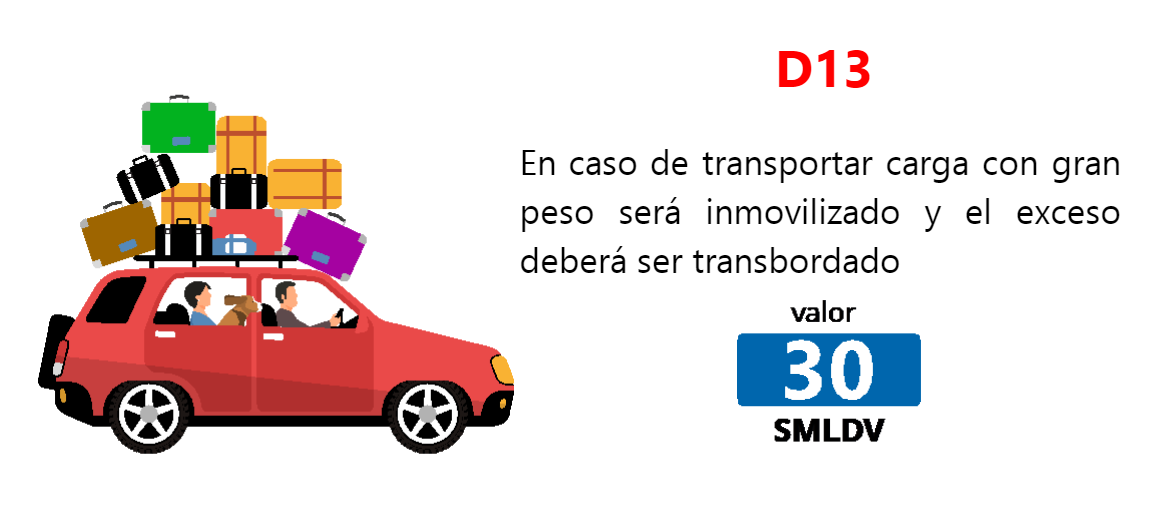 D13
En caso de transportar carga con gran
peso será inmovilizado y el exceso
deberá ser transbordado
valor
30
SMLDV